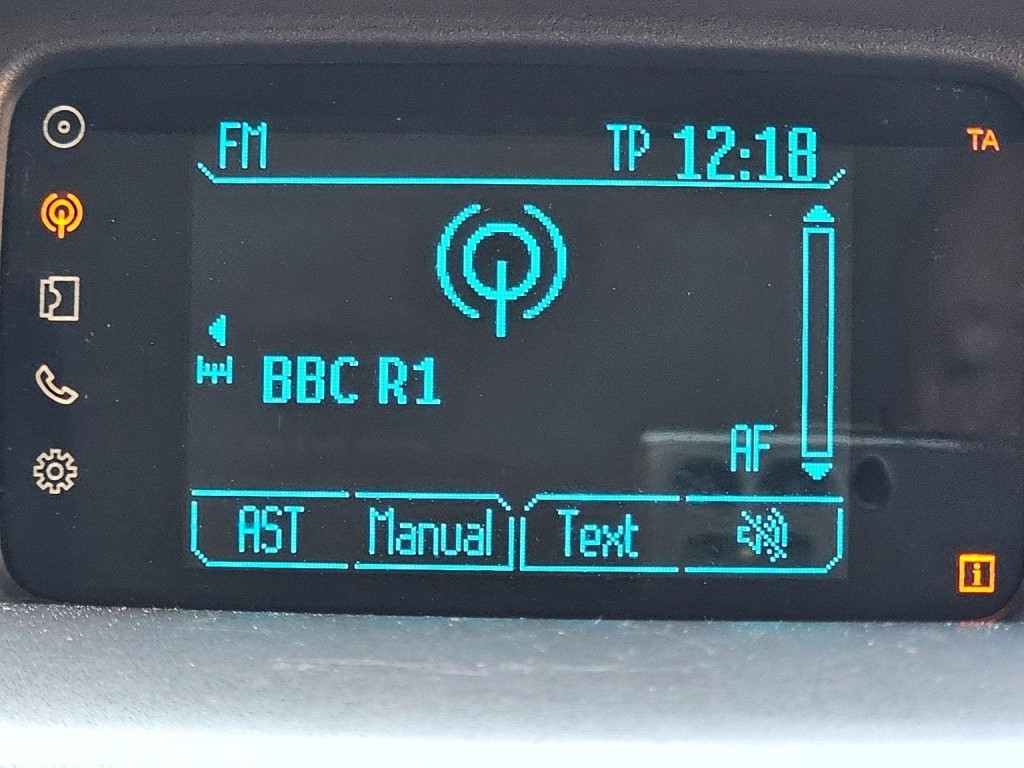 FM TP 12:18 TA
BBC R1
AF
AST Manual Text
i